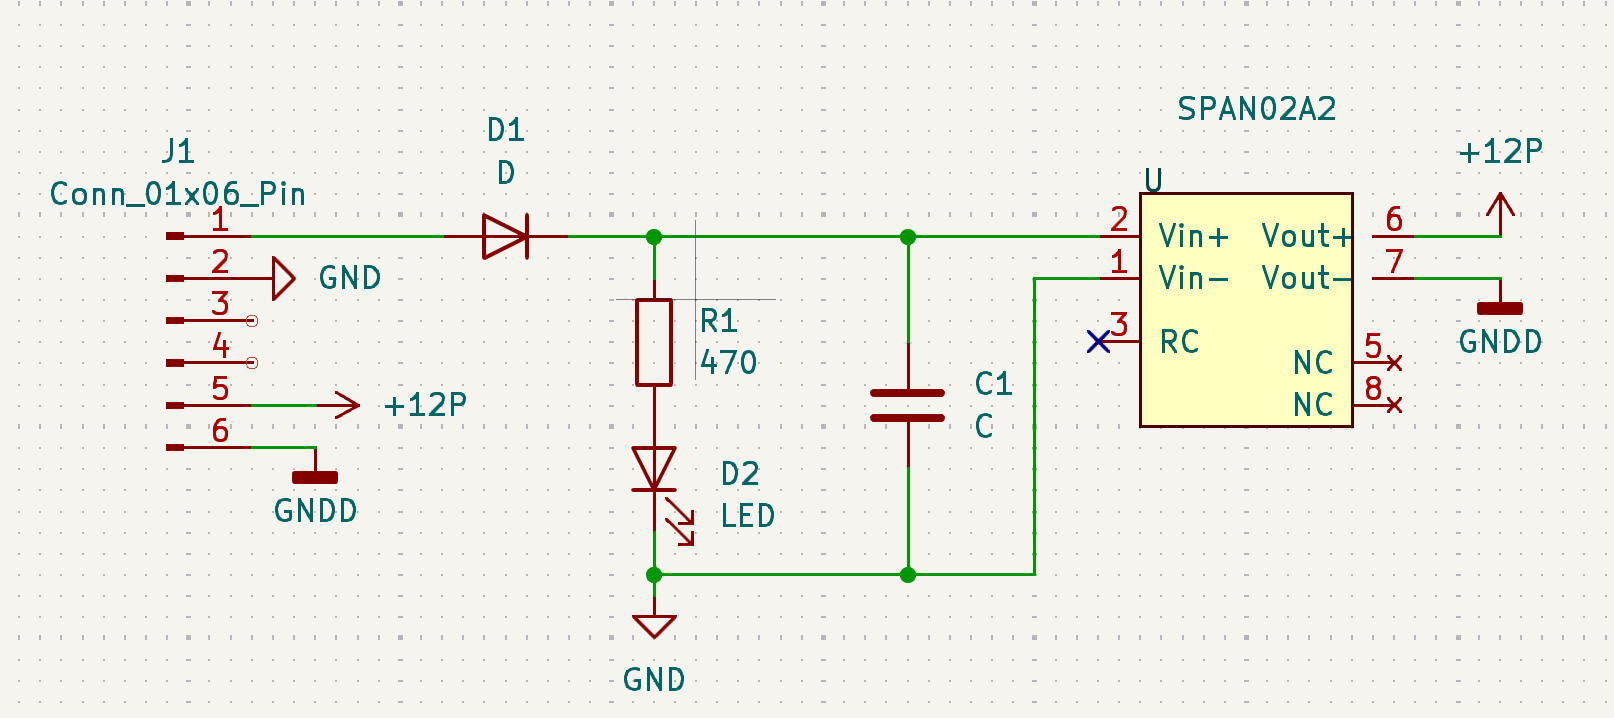 SPAN02A2
D1
D
J1
Conn_01x06_Pin
+12P
U
1
2
GND
3
4
5
+12P
6
GNDD
R1
470
D2
LED
GND
C1
C
2
Vin+
Vout+
6
1
Vin-
Vout-
7
3
RC
NC
5
NC
8
GNDD